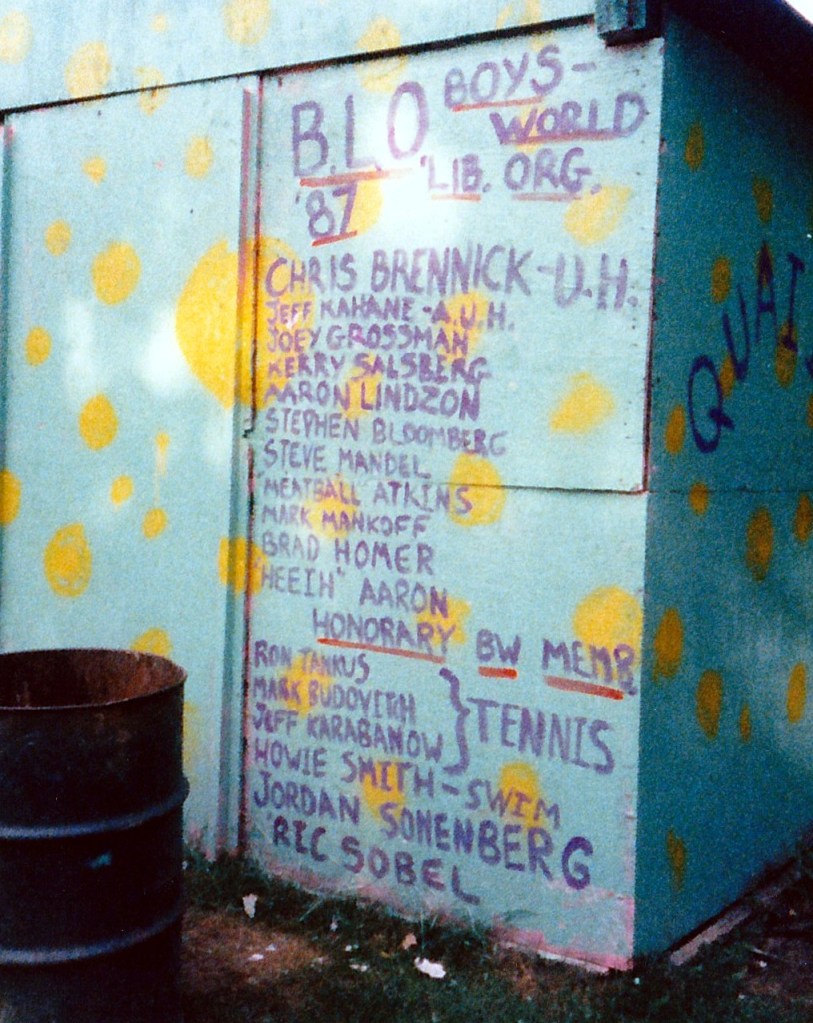 B.L.O BOYS-
WORLD
'LIB. ORG.
'87
CHRIS BRENNICK-U.H.
JEFF KAHANE-A.U.H.
JOEY GROSSMAN
KERRY SALSBERG
AARON LINDZON
STEPHEN BLOOMBERG
STEVE MANDEL
MEATBALL ATKINS
MARK MANKOFF
BRAD HOMER
"HEEIH" AARON
HONORARY BW MEMB.
RON TANKUS
MARK BUDOVITCH
JEFF KARABANOW
} TENNIS
HOWIE SMITH-SWIM
JORDAN SONENBERG
RIC SOBEL
QUAI